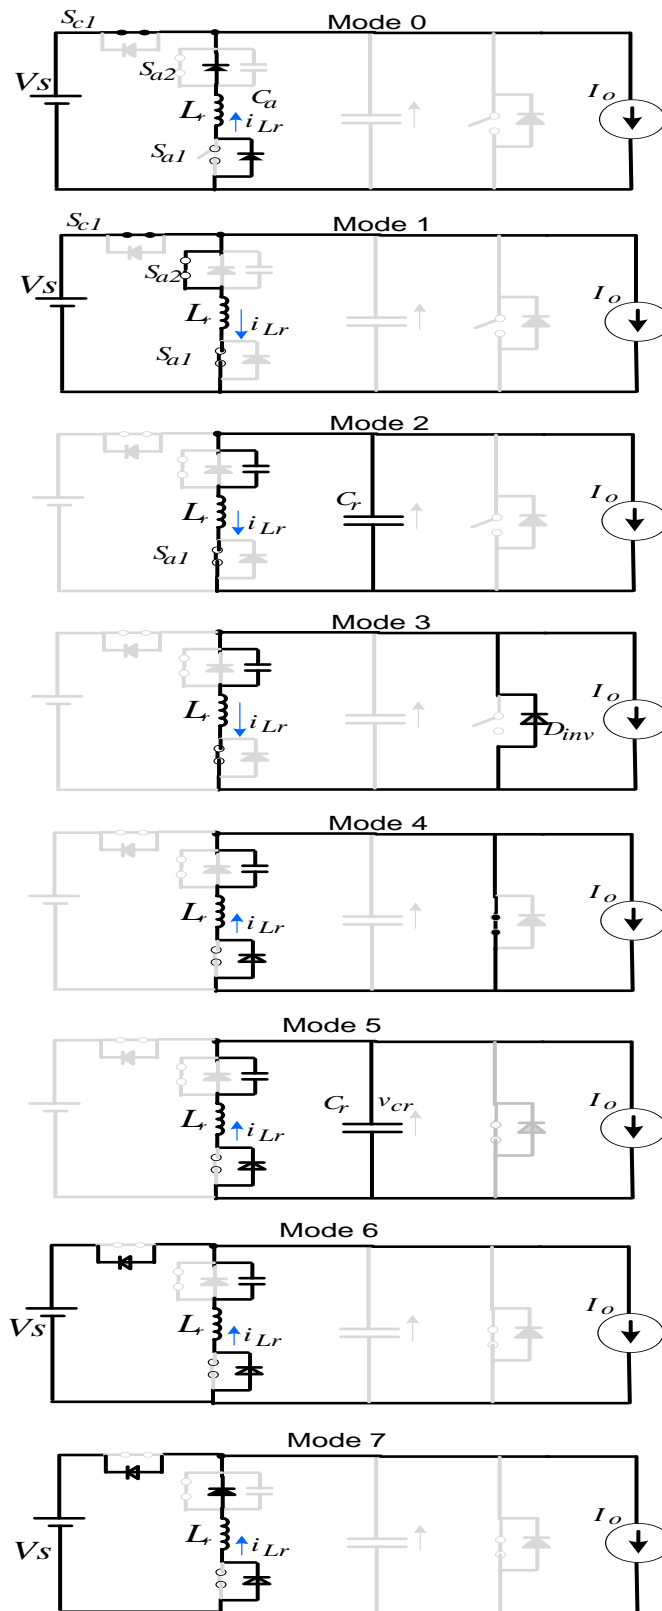 Mode 0
Sc1
Vs
Sa2
Ca
Lr
iLr
Sa1
Io
Mode 1
Sc1
Vs
Sa2
Lr
iLr
Sa1
Io
Mode 2
Lr
iLr
Sa1
Cr
Io
Mode 3
Lr
iLr
Dinv
Io
Mode 4
Lr
iLr
Io
Mode 5
Lr
iLr
Cr
vcr
Io
Mode 6
Vs
Lr
iLr
Io
Mode 7
Vs
Lr
iLr
Io